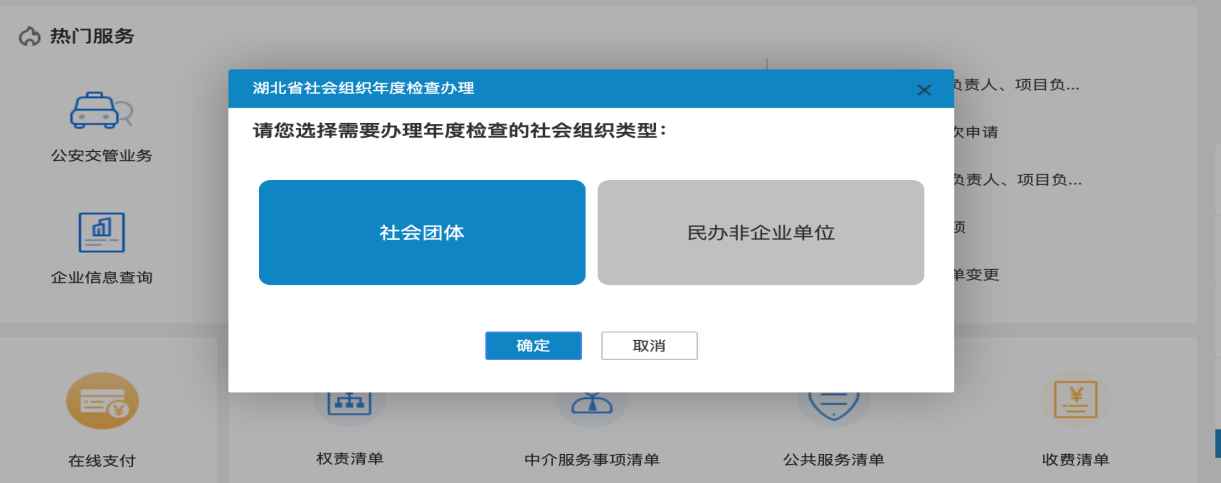 热门服务
湖北省社会组织年度检查办理
请您选择需要办理年度检查的社会组织类型：
社会团体
民办非企业单位
确定
取消
公安交管业务
企业信息查询
负责人、项目负...
次申请
负责人、项目负...
项
单变更
在线支付
权责清单
中介服务事项清单
公共服务清单
收费清单